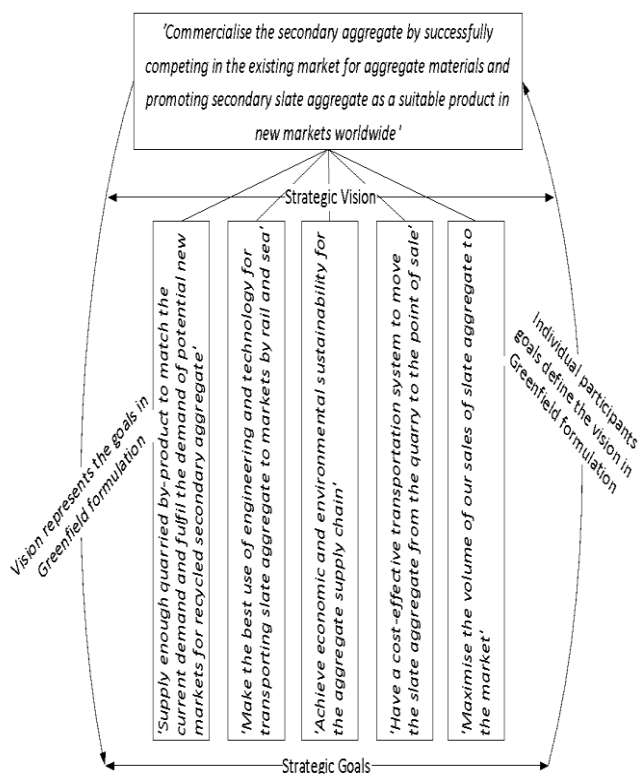 'Commercialise the secondary aggregate by successfully
competing in the existing market for aggregate materials and
promoting secondary slate aggregate as a suitable product in
new markets worldwide'
Strategic Vision
'Supply enough quarried by-product to match the
current demand and fulfil the demand of potential new
markets for recycled secondary aggregate'
'Make the best use of engineering and technology for
transporting slate aggregate to markets by rail and sea'
'Achieve economic and environmental sustainability for
the aggregate supply chain'
'Have a cost-effective transportation system to move
the slate aggregate from the quarry to the point of sale'
'Maximise the volume of our sales of slate aggregate to
the market'
Vision represents the goals in
Greenfield formulation
Individual participants
goals define the vision in
Greenfield formulation
Strategic Goals